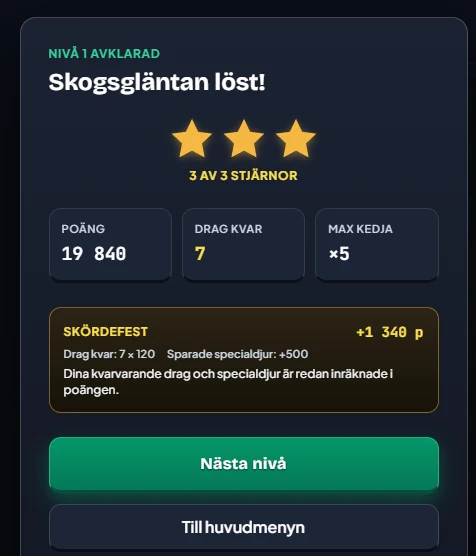 NIVÅ 1 AVKLARAD
Skogsgläntan löst!
3 AV 3 STJÄRNOR
POÄNG
19 840
DRAG KVAR
7
MAX KEDJA
×5
SKÖRDEFEST
+1 340 p
Drag kvar: 7 × 120 Sparade specialdjur: +500
Dina kvarvarande drag och specialdjur är redan inräknade i
poängen.
Nästa nivå
Till huvudmenyn